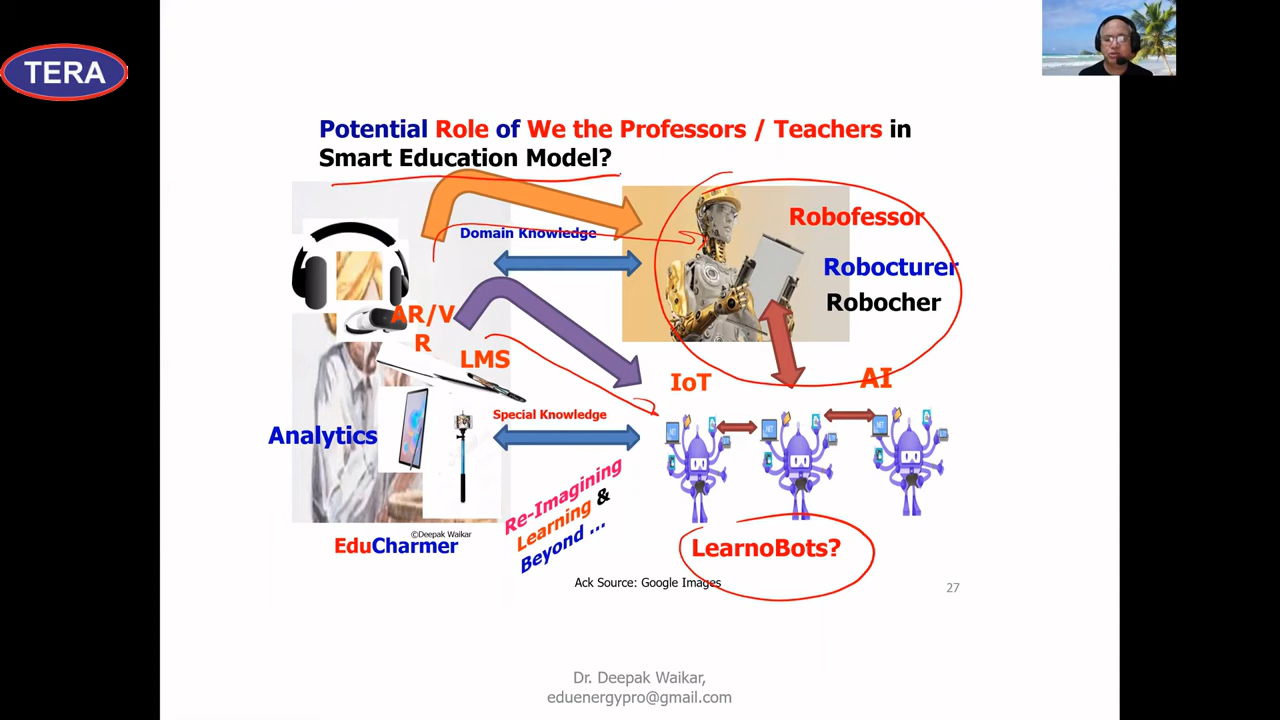 TERA
Potential Role of We the Professors / Teachers in
Smart Education Model?
Robofessor
Domain Knowledge
Robocturer
Robocher
AR/V
R
LMS
IoT
AI
Special Knowledge
Analytics
Re-Imagining
Learning &
Beyond ...
©Deepak Waikar
EduCharmer
LearnoBots?
Ack Source: Google Images
27
Dr. Deepak Waikar,
eduenergypro@gmail.com